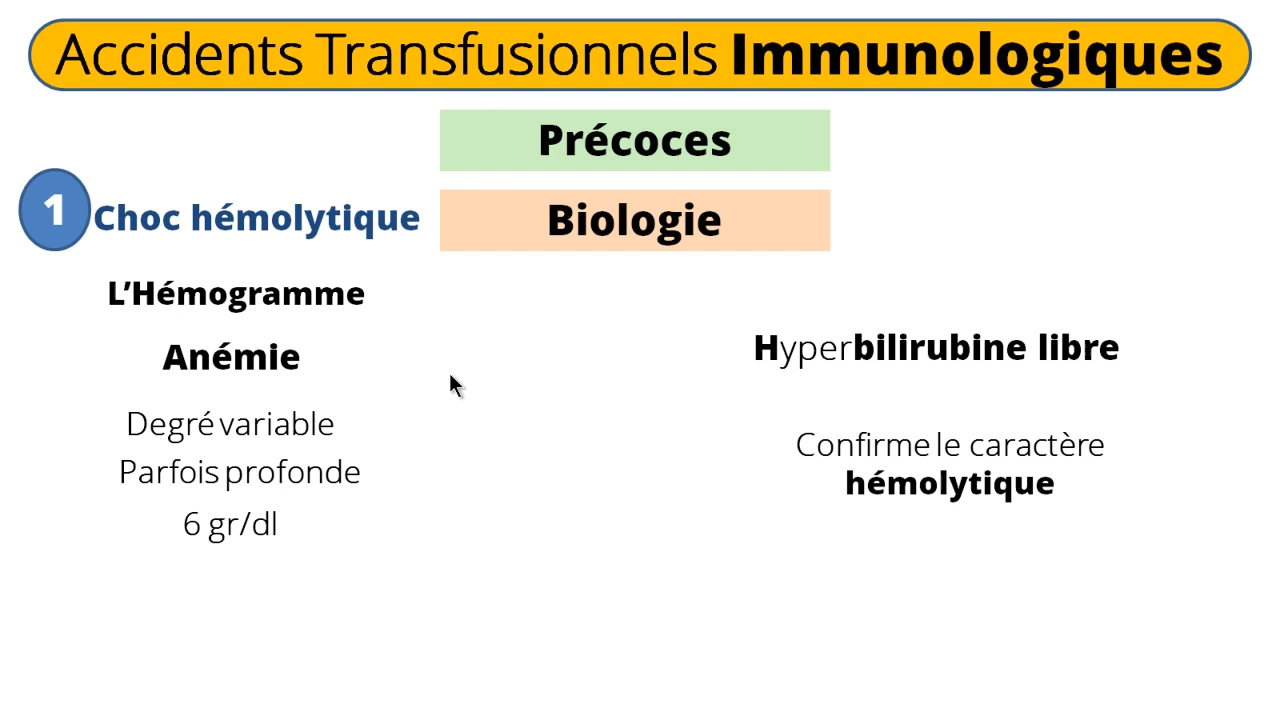 Accidents Transfusionnels Immunologiques
Précoces
1
Choc hémolytique
Biologie
L’Hémogramme
Anémie
Degré variable
Parfois profonde
6 gr/dl
Hyperbilirubine libre
Confirme le caractère
hémolytique